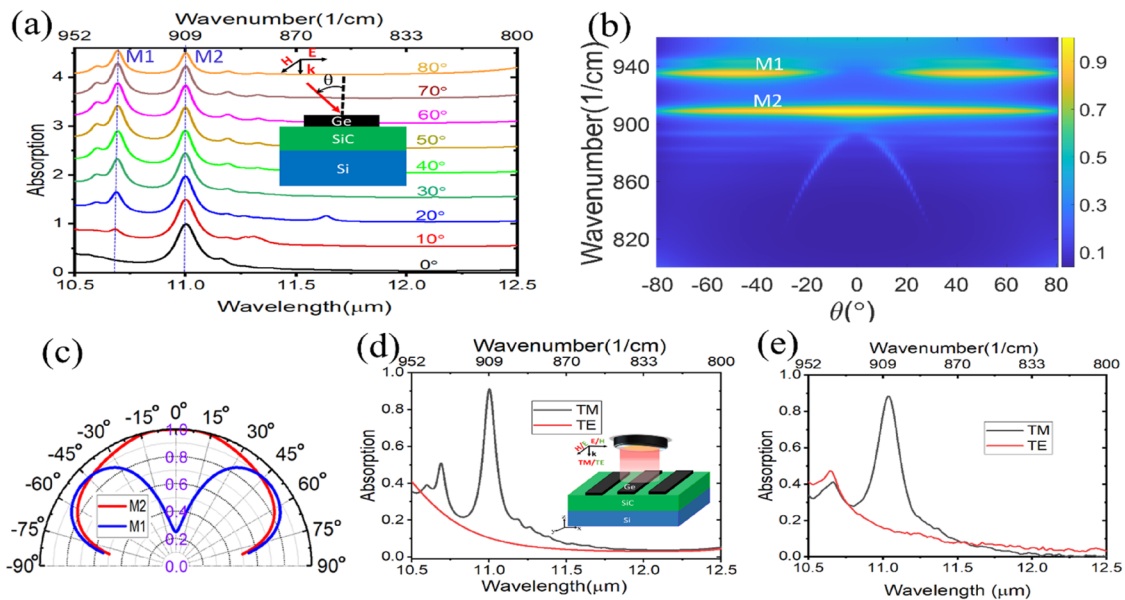 (a)
Wavenumber(1/cm)
952 909 870 833 800
M1 M2
E
H
k
θ
Ge
SiC
Si
80°
70°
60°
50°
40°
30°
20°
10°
0°
Absorption
4
3
2
1
0
10.5 11.0 11.5 12.0 12.5
Wavelength(μm)
(b)
Wavenumber(1/cm)
940
900
860
820
M1
M2
-80 -60 -40 -20 0 20 40 60 80
θ(°)
0.9
0.7
0.5
0.3
0.1
(c)
-90° -75° -60° -45° -30° -15° 0° 15° 30° 45° 60° 75° 90°
1.0
0.8
0.6
0.4
0.2
0.0
M2
M1
(d)
Wavenumber(1/cm)
952 909 870 833 800
Absorption
1.0
0.8
0.6
0.4
0.2
0.0
TM
TE
E/H
H/E
k
TM/TE
Ge
SiC
Si
10.5 11.0 11.5 12.0 12.5
Wavelength(μm)
(e)
Wavenumber(1/cm)
952 909 870 833 800
Absorption
1.0
0.8
0.6
0.4
0.2
0.0
TM
TE
10.5 11.0 11.5 12.0 12.5
Wavelength (μm)